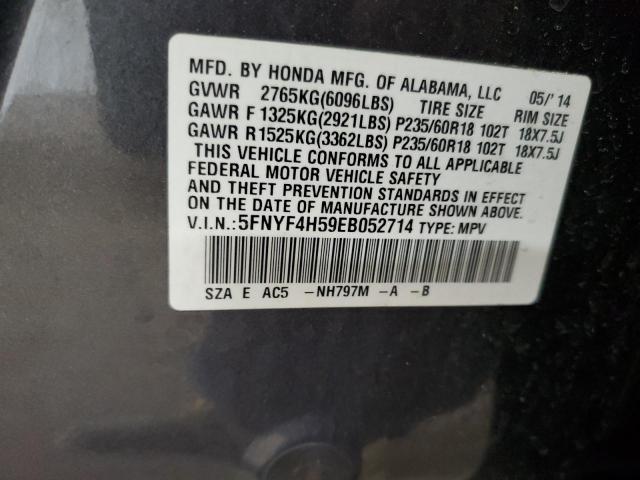 MFD. BY HONDA MFG. OF ALABAMA, LLC 05/'14
GVWR 2765KG(6096LBS) TIRE SIZE RIM SIZE
GAWR F 1325KG(2921LBS) P235/60R18 102T 18X7.5J
GAWR R1525KG(3362LBS) P235/60R18 102T 18X7.5J
THIS VEHICLE CONFORMS TO ALL APPLICABLE
FEDERAL MOTOR VEHICLE SAFETY
AND THEFT PREVENTION STANDARDS IN EFFECT
ON THE DATE OF MANUFACTURE SHOWN ABOVE.
V.I.N.:5FNYF4H59EB052714 TYPE: MPV
SZA E AC5 -NH797M -A -B